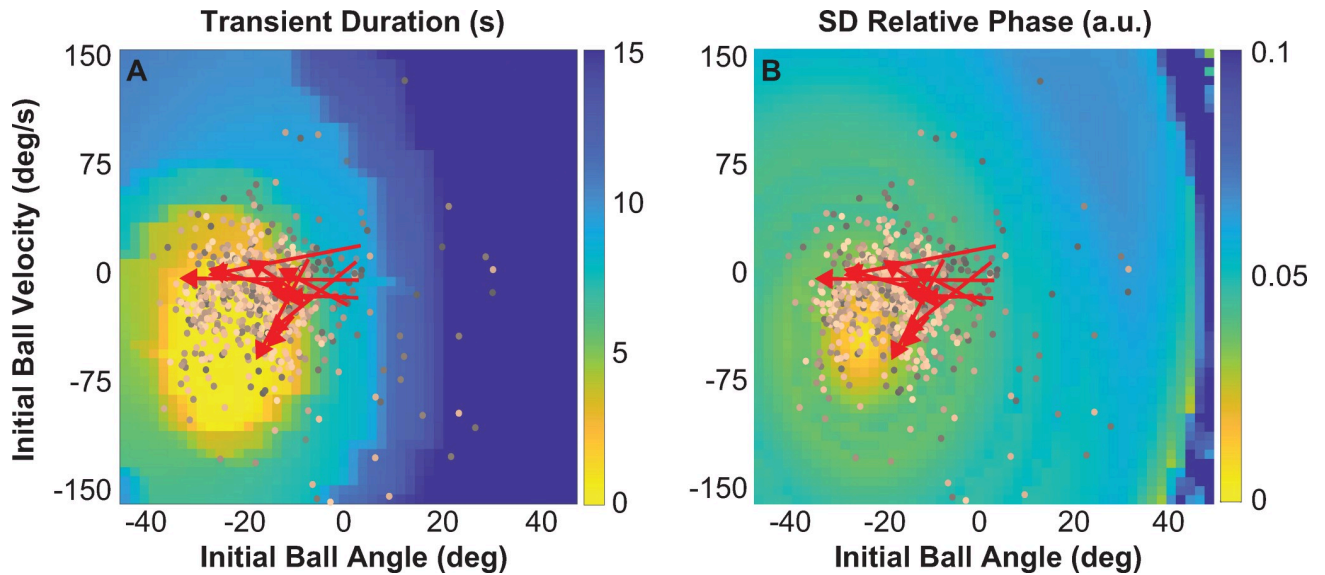 Transient Duration (s)
SD Relative Phase (a.u.)
A
B
Initial Ball Velocity (deg/s)
150
75
0
-75
-150
-40 -20 0 20 40
Initial Ball Angle (deg)
15
10
5
0
150
75
0
-75
-150
-40 -20 0 20 40
Initial Ball Angle (deg)
0.1
0.05
0